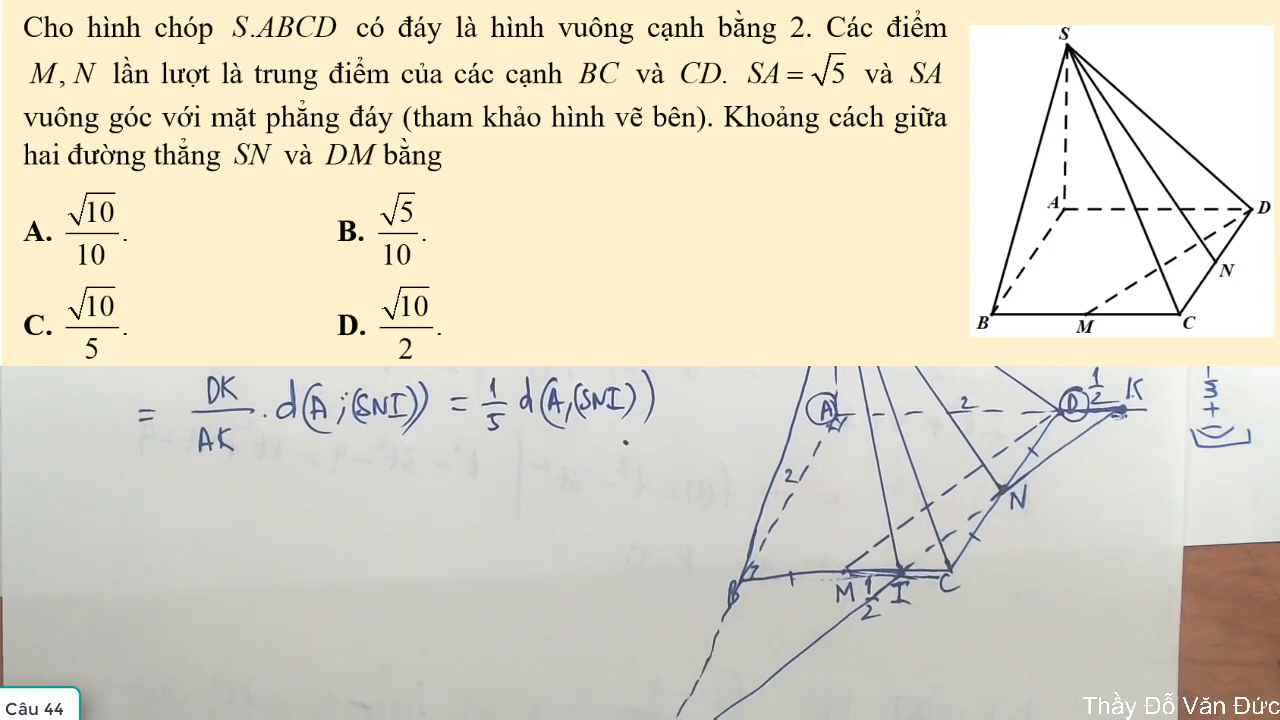 Cho hình chóp S.ABCD có đáy là hình vuông cạnh bằng 2. Các điểm
M, N lần lượt là trung điểm của các cạnh BC và CD. SA = √5 và SA
vuông góc với mặt phẳng đáy (tham khảo hình vẽ bên). Khoảng cách giữa
hai đường thẳng SN và DM bằng
A. √10/10.
B. √5/10.
C. √10/5.
D. √10/2.
S
A
D
N
B
M
C
= DK/AK . d(A;(SNI)) = 1/5 d(A,(SNI))
A
2
D
1/2
K
2
N
B
M
1/2
I
C
Câu 44
Thầy Đỗ Văn Đức